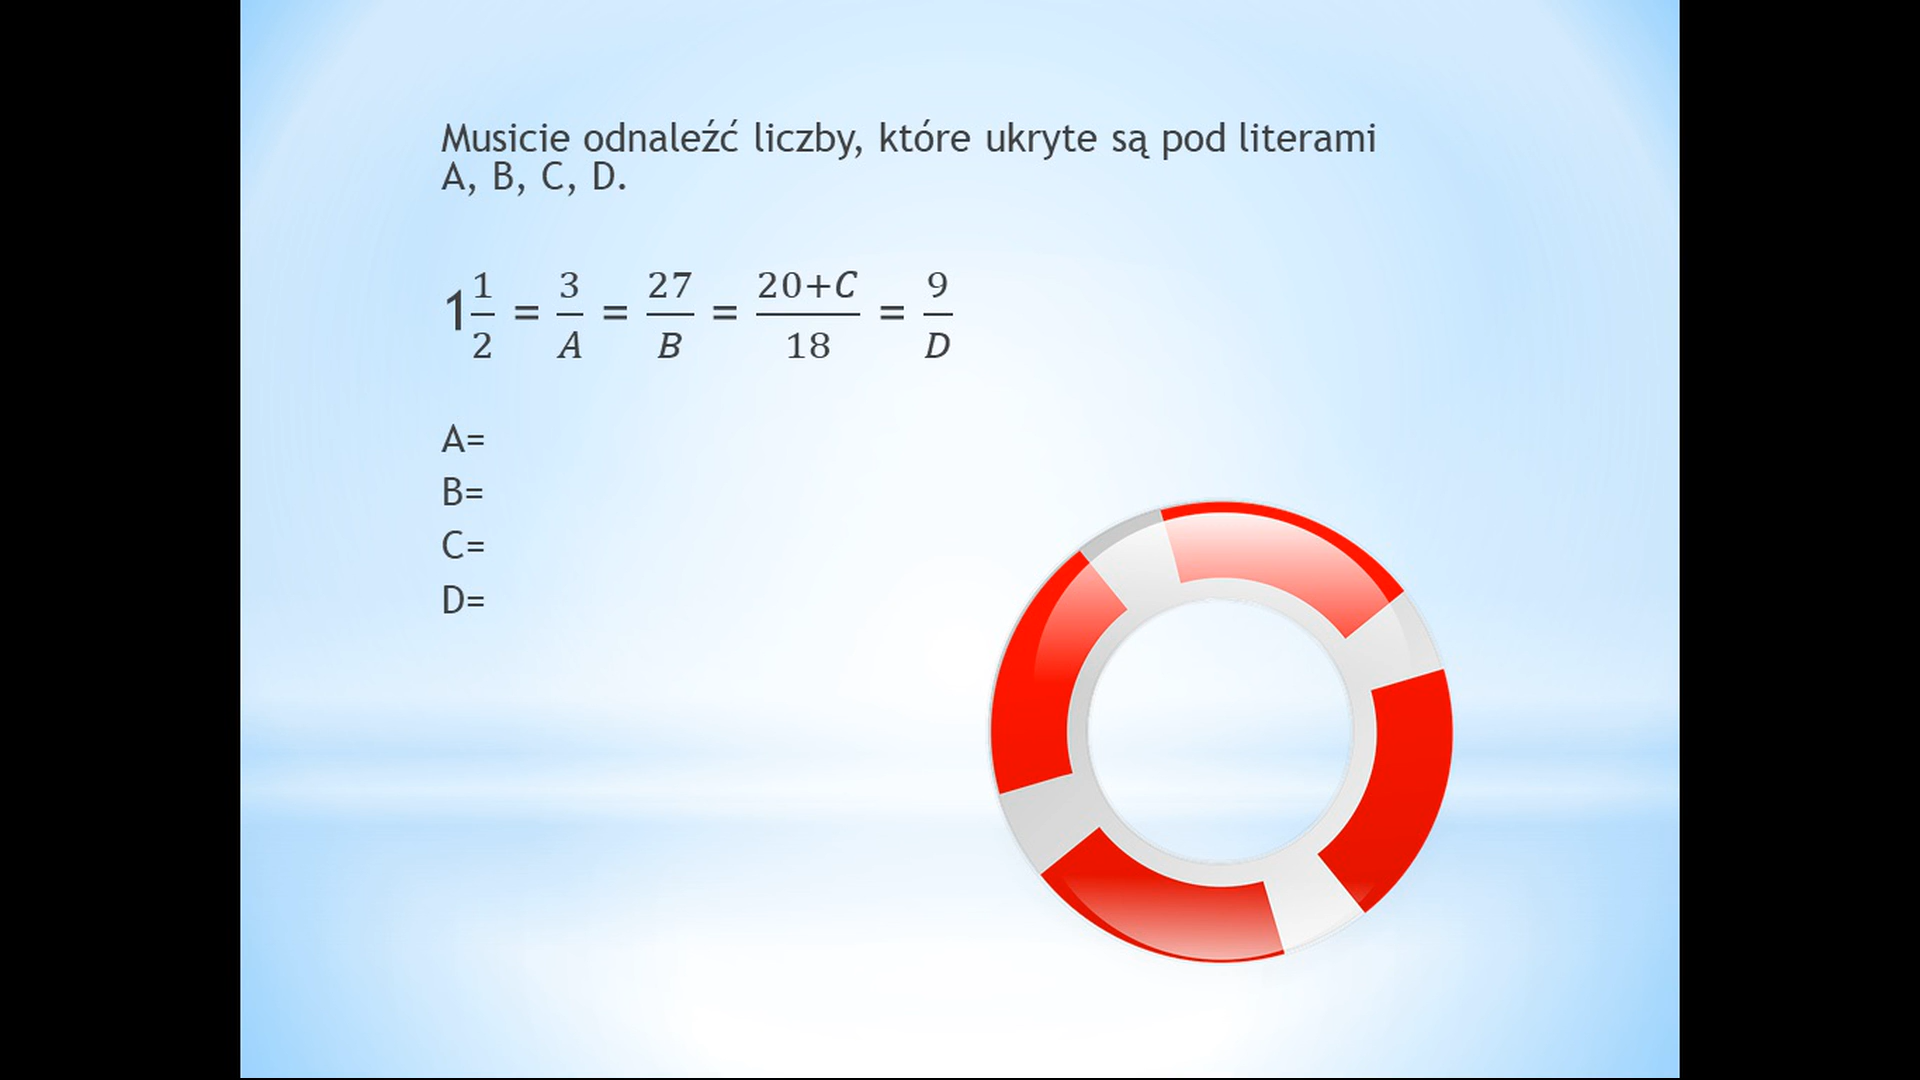 Musicie odnaleźć liczby, które ukryte są pod literami
A, B, C, D.
1 1/2 = 3/A = 27/B = 20+C/18 = 9/D
A=
B=
C=
D=